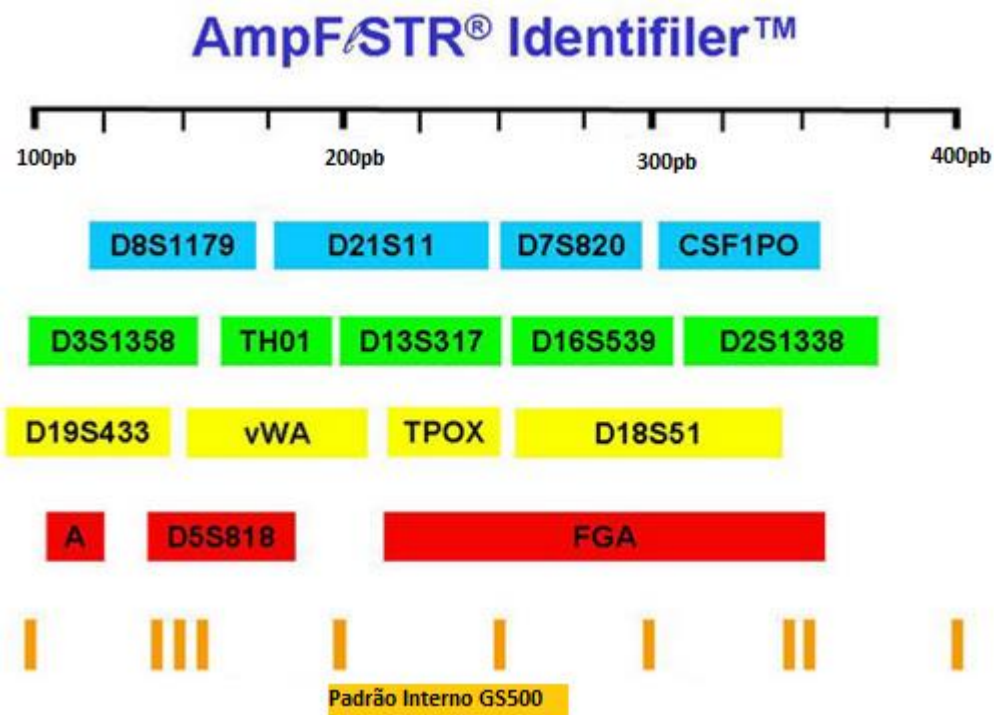 AmpFℓSTR® Identifiler™
100pb 200pb 300pb 400pb
D8S1179 D21S11 D7S820 CSF1PO
D3S1358 TH01 D13S317 D16S539 D2S1338
D19S433 vWA TPOX D18S51
A D5S818 FGA
Padrão Interno GS500